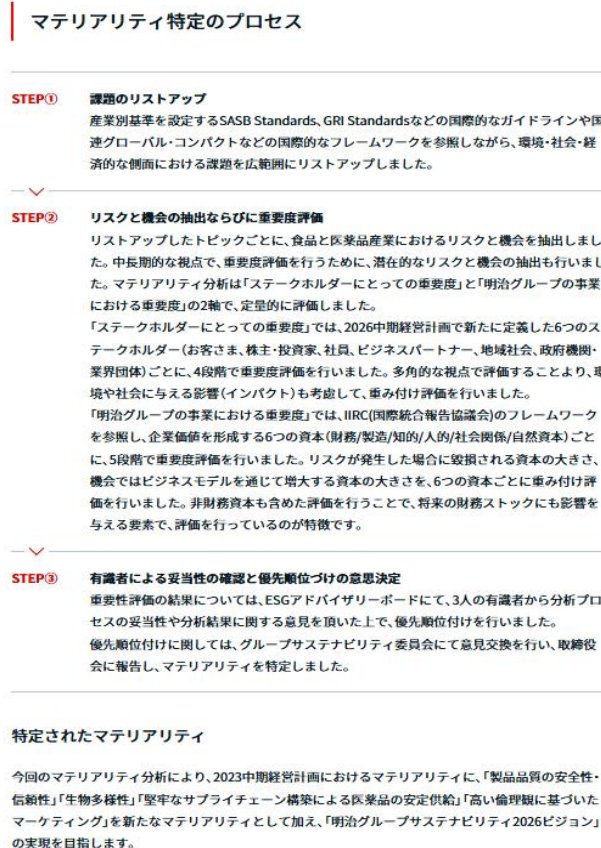 マテリアリティ特定のプロセス
STEP① 課題のリストアップ
産業別基準を設定するSASB Standards、GRI Standardsなどの国際的なガイドラインや国
連グローバル・コンパクトなどの国際的なフレームワークを参照しながら、環境・社会・経
済的な側面における課題を広範囲にリストアップしました。
STEP② リスクと機会の抽出ならびに重要度評価
リストアップしたトピックごとに、食品と医薬品産業におけるリスクと機会を抽出しまし
た。中長期的な視点で、重要度評価を行うために、潜在的なリスクと機会の抽出も行いまし
た。マテリアリティ分析は「ステークホルダーにとっての重要度」と「明治グループの事業
における重要度」の2軸で、定量的に評価しました。
「ステークホルダーにとっての重要度」では、2026中期経営計画で新たに定義した6つのス
テークホルダー（お客さま、株主・投資家、社員、ビジネスパートナー、地域社会、政府機関・
業界団体）ごとに、4段階で重要度評価を行いました。多角的な視点で評価することより、環
境や社会に与える影響（インパクト）も考慮して、重み付け評価を行いました。
「明治グループの事業における重要度」では、IIRC(国際統合報告協議会)のフレームワーク
を参照し、企業価値を形成する6つの資本（財務/製造/知的/人的/社会関係/自然資本）ごと
に、5段階で重要度評価を行いました。リスクが発生した場合に毀損される資本の大きさ、
機会ではビジネスモデルを通じて増大する資本の大きさを、6つの資本ごとに重み付け評
価を行いました。非財務資本も含めた評価を行うことで、将来の財務ストックにも影響を
与える要素で、評価を行っているのが特徴です。
STEP③ 有識者による妥当性の確認と優先順位づけの意思決定
重要性評価の結果については、ESGアドバイザリーボードにて、3人の有識者から分析プロ
セスの妥当性や分析結果に関する意見を頂いた上で、優先順位付けを行いました。
優先順位付けに関しては、グループサステナビリティ委員会にて意見交換を行い、取締役
会に報告し、マテリアリティを特定しました。
特定されたマテリアリティ
今回のマテリアリティ分析により、2023中期経営計画におけるマテリアリティに、「製品品質の安全性・
信頼性」「生物多様性」「堅牢なサプライチェーン構築による医薬品の安定供給」「高い倫理観に基づいた
マーケティング」を新たなマテリアリティとして加え、「明治グループサステナビリティ2026ビジョン」
の実現を目指します。